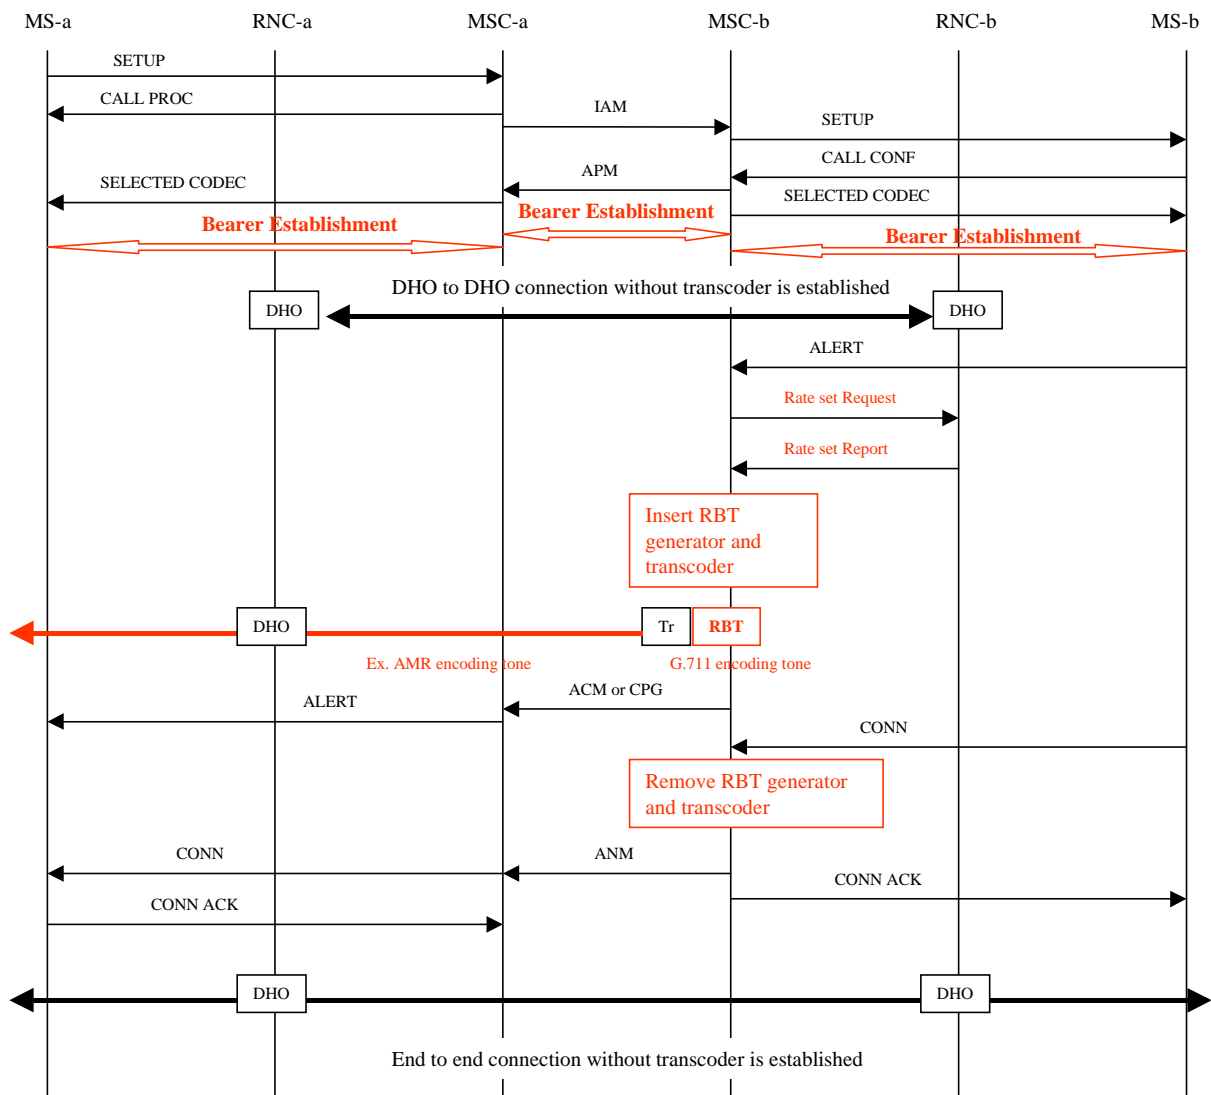 MS-a RNC-a MSC-a MSC-b RNC-b MS-b
SETUP
CALL PROC
IAM
SETUP
CALL CONF
APM
SELECTED CODEC
SELECTED CODEC
Bearer Establishment
Bearer Establishment
Bearer Establishment
DHO to DHO connection without transcoder is established
DHO
DHO
ALERT
Rate set Request
Rate set Report
Insert RBT
generator and
transcoder
DHO
Tr
RBT
Ex. AMR encoding tone
G.711 encoding tone
ACM or CPG
ALERT
CONN
Remove RBT generator
and transcoder
CONN
ANM
CONN ACK
CONN ACK
DHO
DHO
End to end connection without transcoder is established